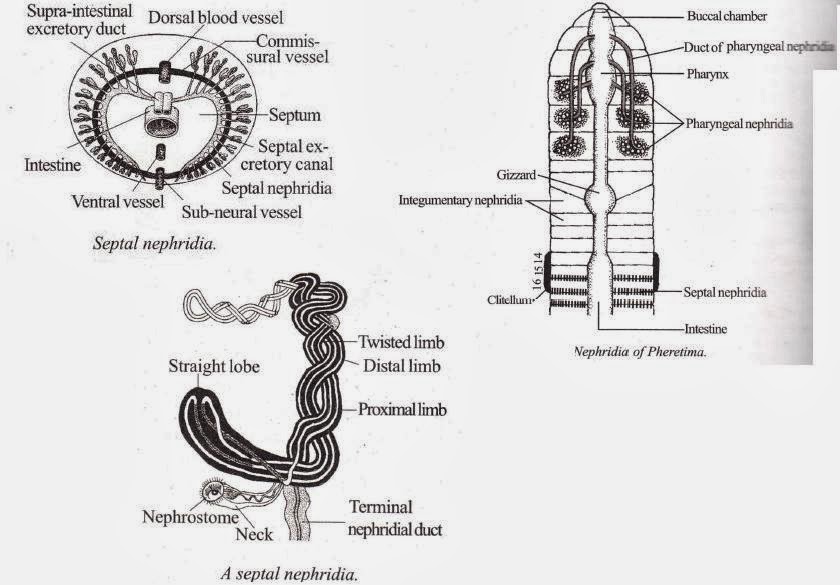 Supra-intestinal
excretory duct
Dorsal blood vessel
Commis-
sural vessel
Septum
Septal ex-
cretory canal
Septal nephridia
Sub-neural vessel
Ventral vessel
Intestine
Septal nephridia.
Buccal chamber
Duct of pharyngeal nephridia
Pharynx
Pharyngeal nephridia
Gizzard
Integumentary nephridia
16 15 14
Clitellum
Septal nephridia
Intestine
Nephridia of Pheretima.
Twisted limb
Distal limb
Straight lobe
Proximal limb
Nephrostome
Neck
Terminal
nephridial duct
A septal nephridia.